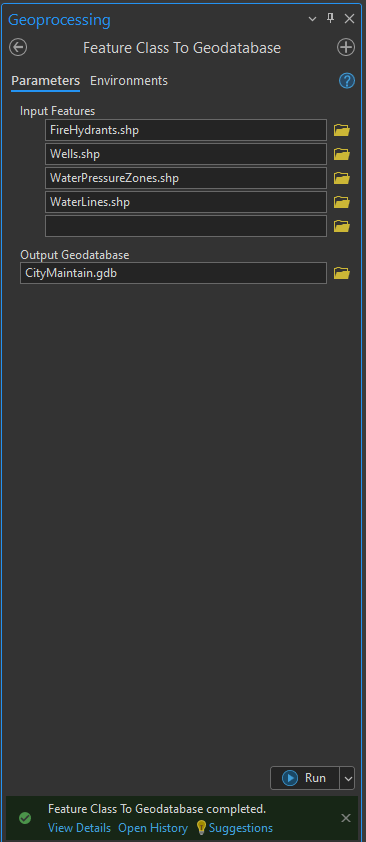 Geoprocessing
Feature Class To Geodatabase
Parameters Environments ?
Input Features
FireHydrants.shp
Wells.shp
WaterPressureZones.shp
WaterLines.shp
Output Geodatabase
CityMaintain.gdb
Run
Feature Class To Geodatabase completed.
View Details Open History Suggestions